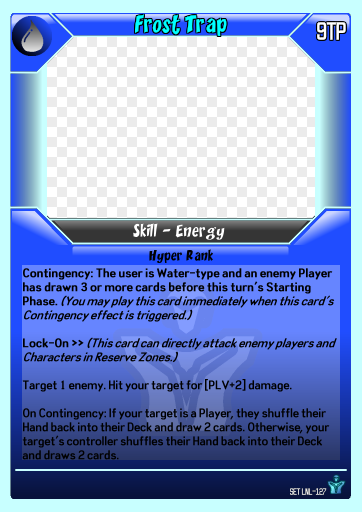 Frost Trap
9TP
Skill - Energy
Hyper Rank
Contingency: The user is Water-type and an enemy Player
has drawn 3 or more cards before this turn's Starting
Phase. (You may play this card immediately when this card's
Contingency effect is triggered.)
Lock-On >> (This card can directly attack enemy players and
Characters in Reserve Zones.)
Target 1 enemy. Hit your target for [PLV+2] damage.
On Contingency: If your target is a Player, they shuffle their
Hand back into their Deck and draw 2 cards. Otherwise, your
target's controller shuffles their Hand back into their Deck
and draws 2 cards.
SET LNL-127